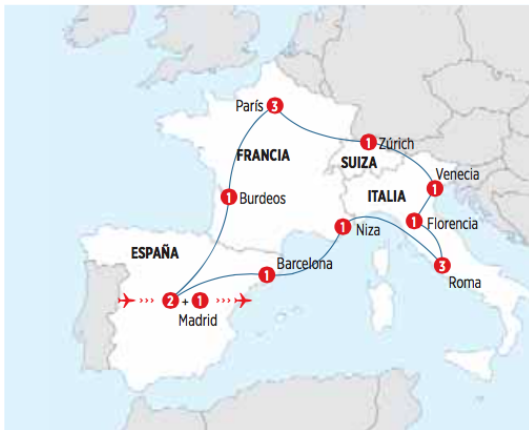 París 3
1 Zúrich
FRANCIA
SUIZA
Venecia
1
ITALIA
1 Burdeos
1 Florencia
1
Niza
ESPAÑA
Barcelona
1
3
Roma
2 + 1
Madrid